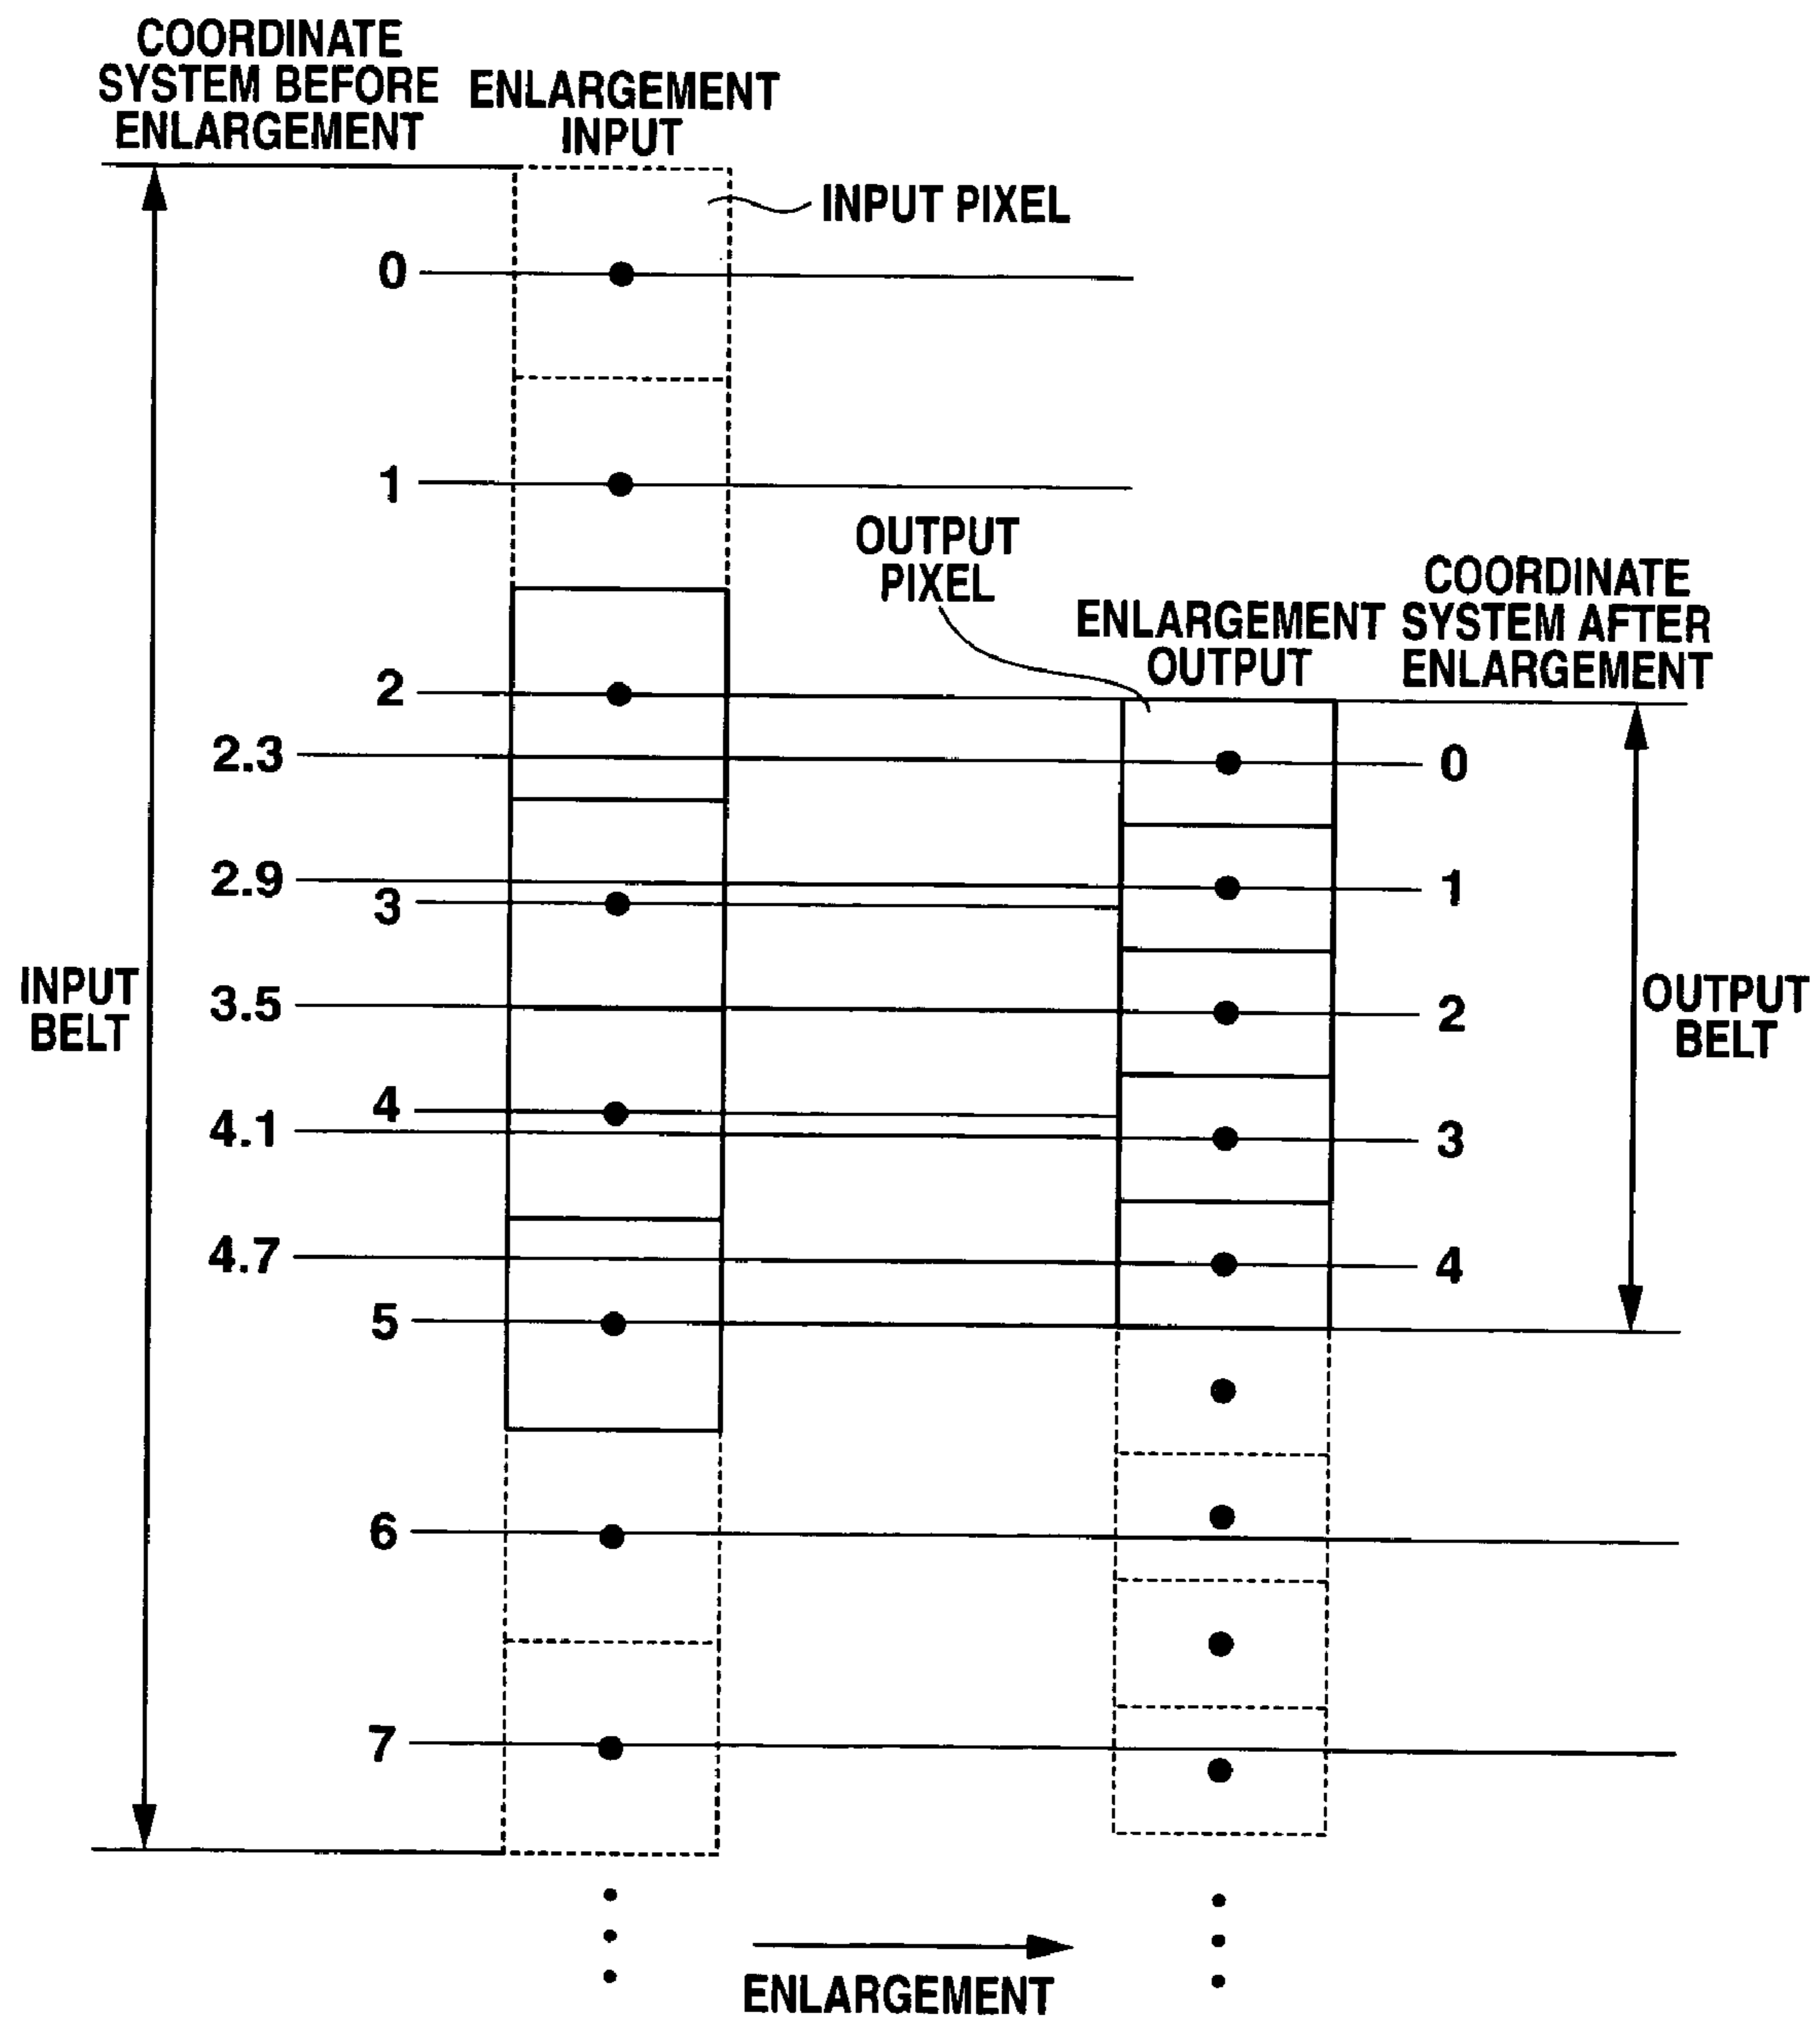 COORDINATE
SYSTEM BEFORE
ENLARGEMENT
ENLARGEMENT
INPUT
INPUT PIXEL
0
1
OUTPUT
PIXEL
ENLARGEMENT
OUTPUT
COORDINATE
SYSTEM AFTER
ENLARGEMENT
2
2.3
0
2.9
1
3
INPUT
BELT
3.5
2
OUTPUT
BELT
4
4.1
3
4.7
4
5
6
7
ENLARGEMENT